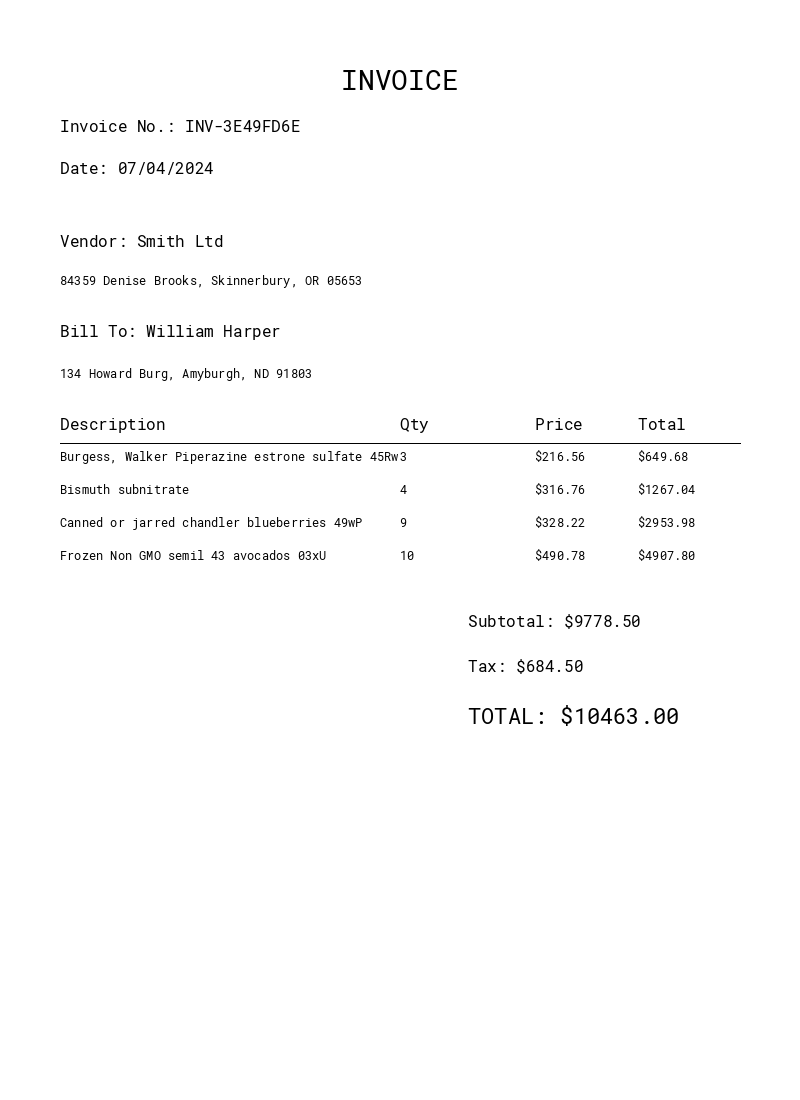 INVOICE
Invoice No.: INV-3E49FD6E
Date: 07/04/2024
Vendor: Smith Ltd
84359 Denise Brooks, Skinnerbury, OR 05653
Bill To: William Harper
134 Howard Burg, Amyburgh, ND 91803
Description Qty Price Total
Burgess, Walker Piperazine estrone sulfate 45Rw 3 $216.56 $649.68
Bismuth subnitrate 4 $316.76 $1267.04
Canned or jarred chandler blueberries 49wP 9 $328.22 $2953.98
Frozen Non GMO semil 43 avocados 03xU 10 $490.78 $4907.80
Subtotal: $9778.50
Tax: $684.50
TOTAL: $10463.00